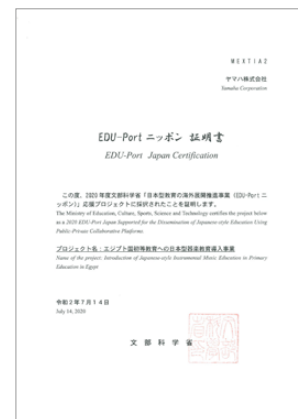 MEXTIA2
ヤマハ株式会社
Yamaha Corporation
EDU-Port ニッポン 証明書
EDU-Port Japan Certification
この度、2020年度文部科学省「日本型教育の海外展開推進事業（EDU-Portニ
ッポン）」応援プロジェクトに採択されたことを証明します。
The Ministry of Education, Culture, Sports, Science and Technology certifies the project below
as a 2020 EDU-Port Japan Supported for the Dissemination of Japanese-style Education Using
Public-Private Collaborative Platforms.
プロジェクト名：エジプト国初等教育への日本型器楽教育導入事業
Name of the project: Introduction of Japanese-style Instrumental Music Education in Primary
Education in Egypt
令和2年7月14日
July 14, 2020
文部科学省